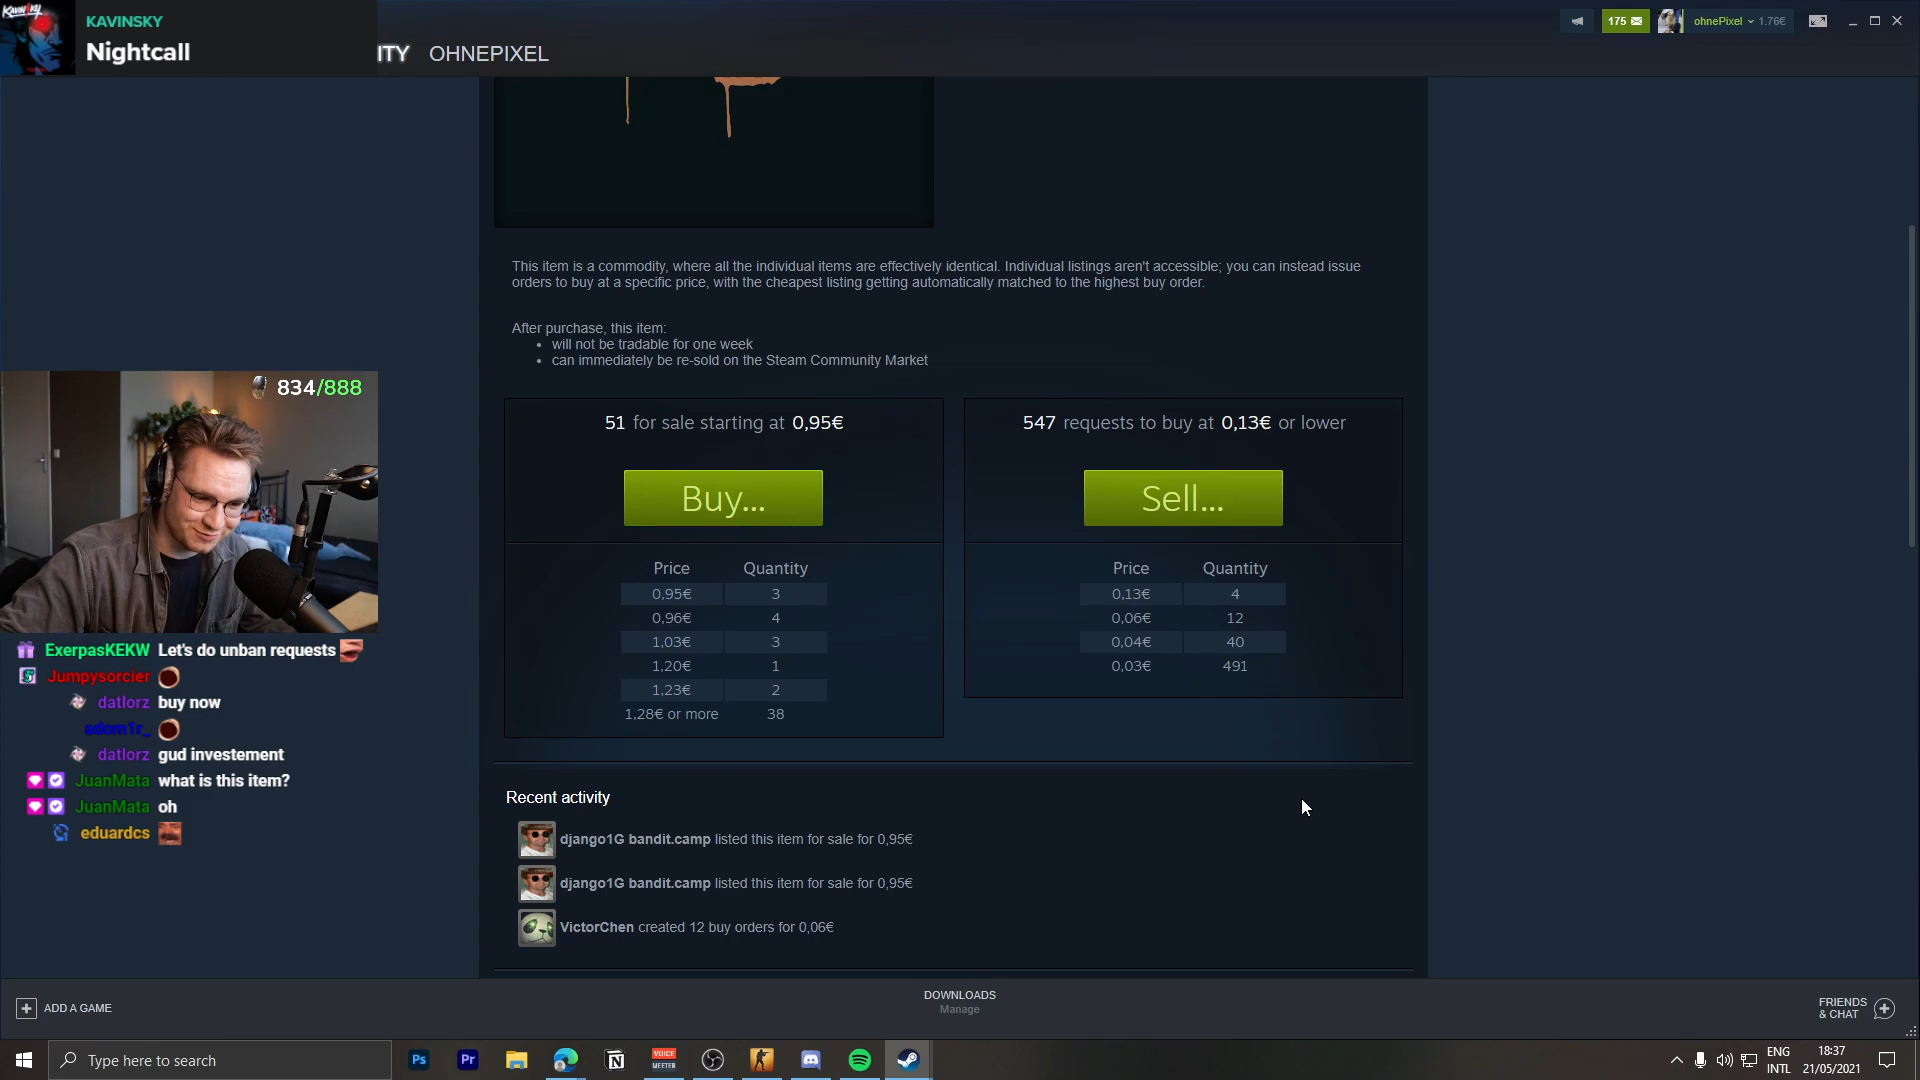 KAVINSKY
Nightcall
ITY OHNEPIXEL
175
ohnePixel 1.76€
This item is a commodity, where all the individual items are effectively identical. Individual listings aren't accessible; you can instead issue
orders to buy at a specific price, with the cheapest listing getting automatically matched to the highest buy order.
After purchase, this item:
• will not be tradable for one week
• can immediately be re-sold on the Steam Community Market
834/888
51 for sale starting at 0,95€
Buy...
Price Quantity
0,95€ 3
0,96€ 4
1,03€ 3
1,20€ 1
1,23€ 2
1,28€ or more 38
547 requests to buy at 0,13€ or lower
Sell...
Price Quantity
0,13€ 4
0,06€ 12
0,04€ 40
0,03€ 491
ExerpasKEKW Let's do unban requests
Jumpysorcier
datlorz buy now
adom1r_
datlorz gud investement
JuanMata what is this item?
JuanMata oh
eduardcs
Recent activity
django1G bandit.camp listed this item for sale for 0,95€
django1G bandit.camp listed this item for sale for 0,95€
VictorChen created 12 buy orders for 0,06€
ADD A GAME
DOWNLOADS
Manage
FRIENDS
& CHAT
Type here to search
Ps
Pr
VOICE
MEETER
ENG
INTL
18:37
21/05/2021